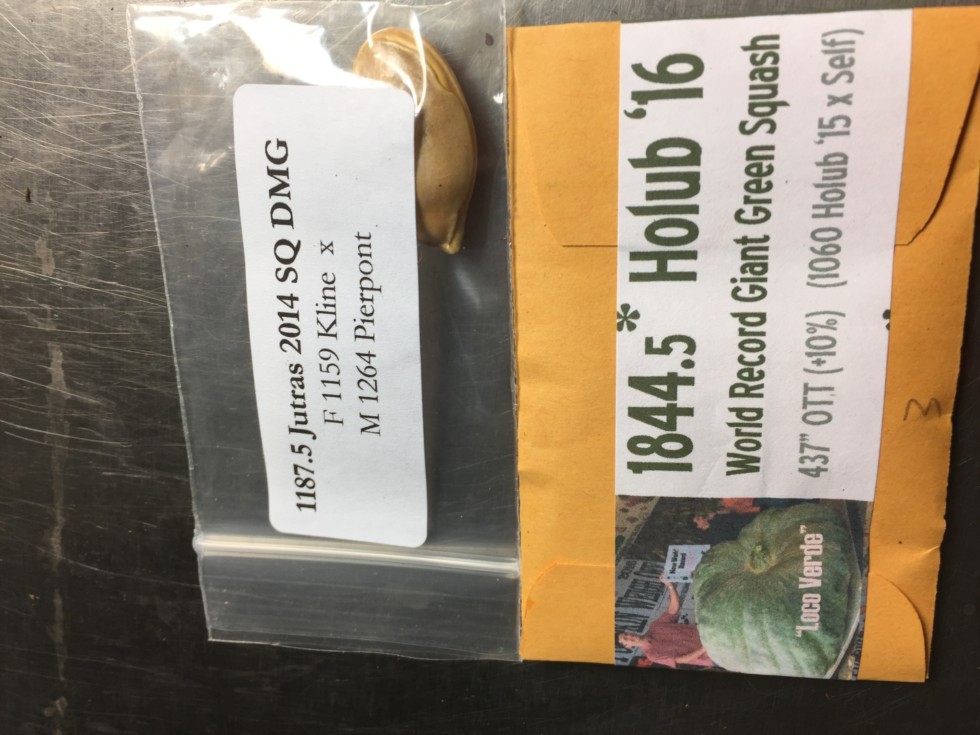 1187.5 Jutras 2014 SQ DMG
F 1159 Kline x
M 1264 Pierpont
1844.5* Holub '16
World Record Giant Green Squash
437" OTT (+10%) (1060 Holub '15 x Self)
3
"Loco Verde"